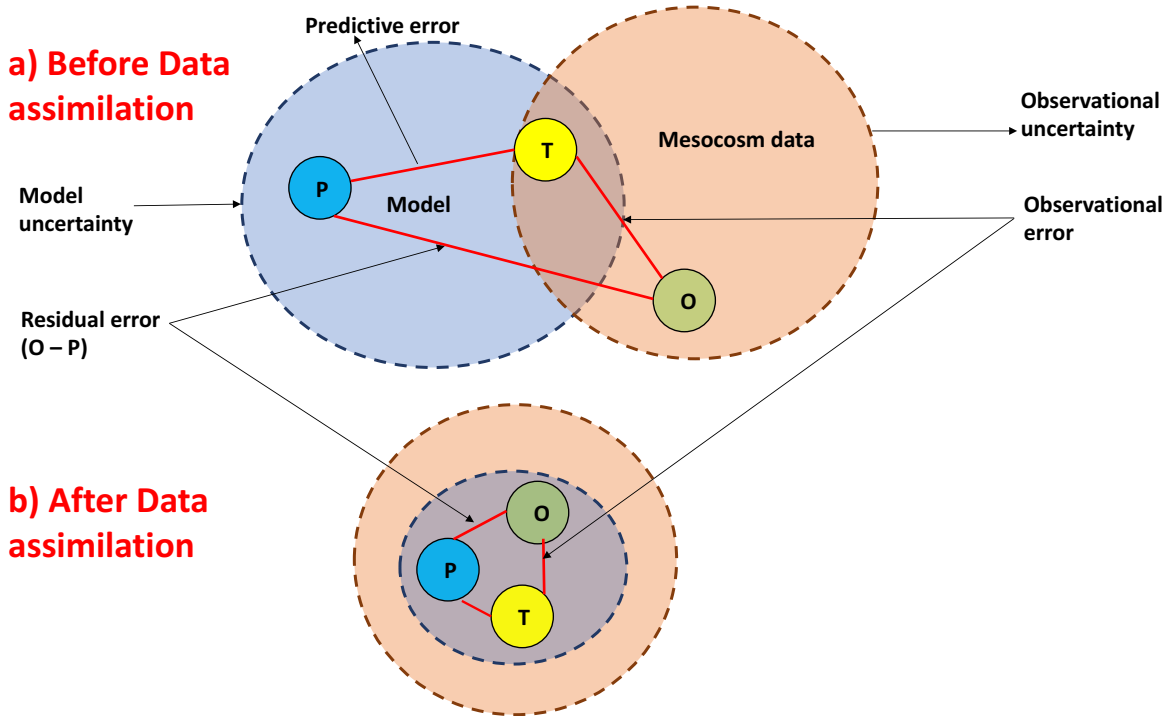 Predictive error
a) Before Data
assimilation
Observational
uncertainty
T
Mesocosm data
P
Model
Model
uncertainty
Observational
error
O
Residual error
(O – P)
b) After Data
assimilation
O
P
T